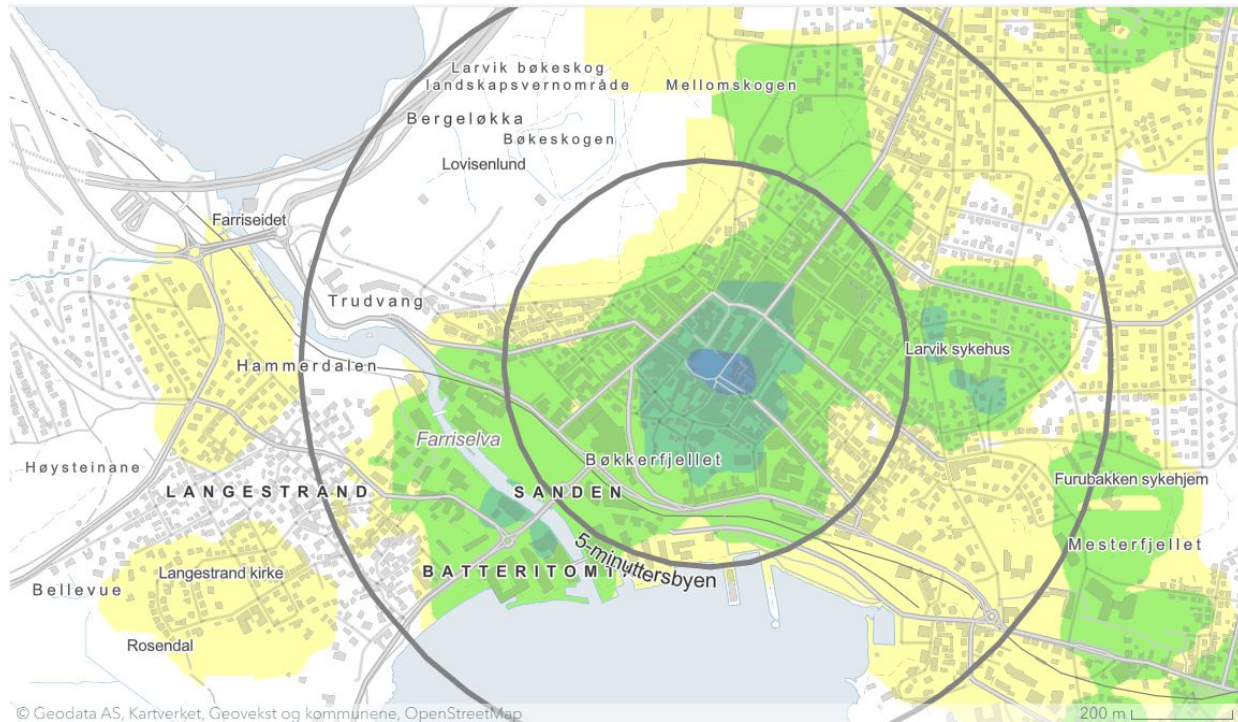 Larvik bøkeskog
landskapsvernområde
Mellomskogen
Bergeløkka
Bøkeskogen
Lovisenlund
Farriseidet
Trudvang
Larvik sykehus
Hammerdalen
Farriselva
Bøkkerfjellet
Høysteinane
Furubakken sykehjem
LANGESTRAND
SANDEN
5-minuttersbyen
Mesterfjellet
Langestrand kirke
BATTERITOMT
Bellevue
Rosendal
© Geodata AS, Kartverket, Geovekst og kommunene, OpenStreetMap
200 m